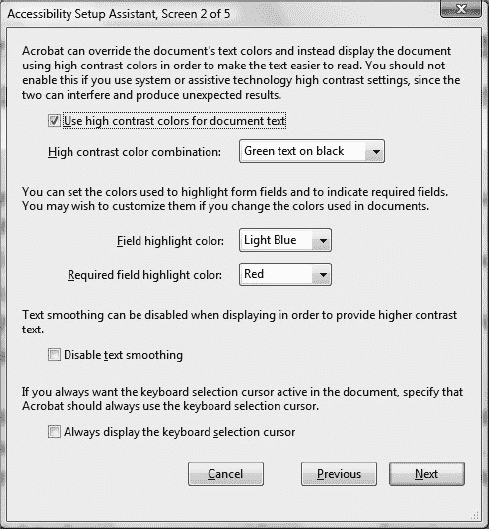 Accessibility Setup Assistant, Screen 2 of 5
Acrobat can override the document's text colors and instead display the document
using high contrast colors in order to make the text easier to read. You should not
enable this if you use system or assistive technology high contrast settings, since the
two can interfere and produce unexpected results.
Use high contrast colors for document text
High contrast color combination: Green text on black
You can set the colors used to highlight form fields and to indicate required fields.
You may wish to customize them if you change the colors used in documents.
Field highlight color: Light Blue
Required field highlight color: Red
Text smoothing can be disabled when displaying in order to provide higher contrast
text.
Disable text smoothing
If you always want the keyboard selection cursor active in the document, specify that
Acrobat should always use the keyboard selection cursor.
Always display the keyboard selection cursor
Cancel Previous Next